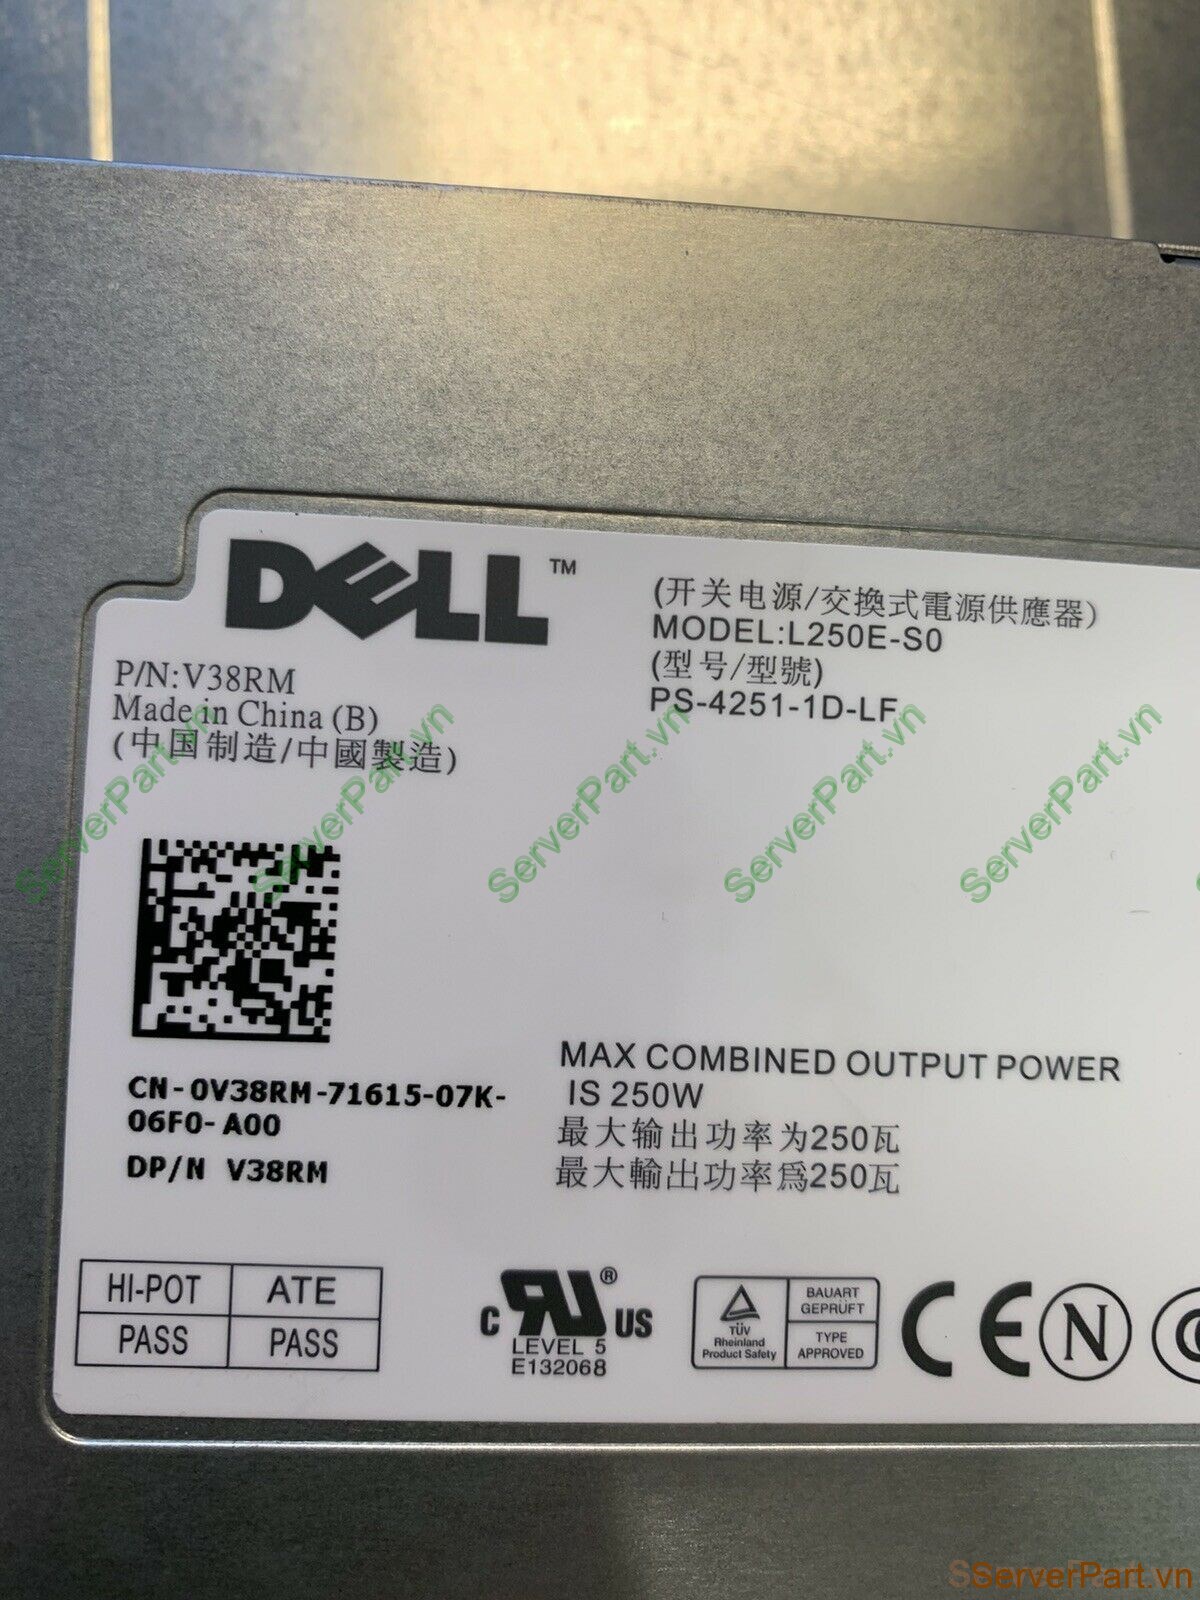 DELL™
P/N:V38RM
Made in China (B)
(中国制造/中國製造)
(开关电源/交換式電源供應器)
MODEL:L250E-S0
(型号/型號)
PS-4251-1D-LF
ServerPart.vn ServerPart.vn ServerPart.vn ServerPart.vn ServerPart.vn
CN-0V38RM-71615-07K-
06F0-A00
DP/N V38RM
MAX COMBINED OUTPUT POWER
IS 250W
最大输出功率为250瓦
最大輸出功率爲250瓦
HI-POT ATE
PASS PASS
C RU® US
LEVEL 5
E132068
TÜV
Rheinland
Product Safety
BAUART
GEPRÜFT
TYPE
APPROVED
CE N
SServerPart.vn